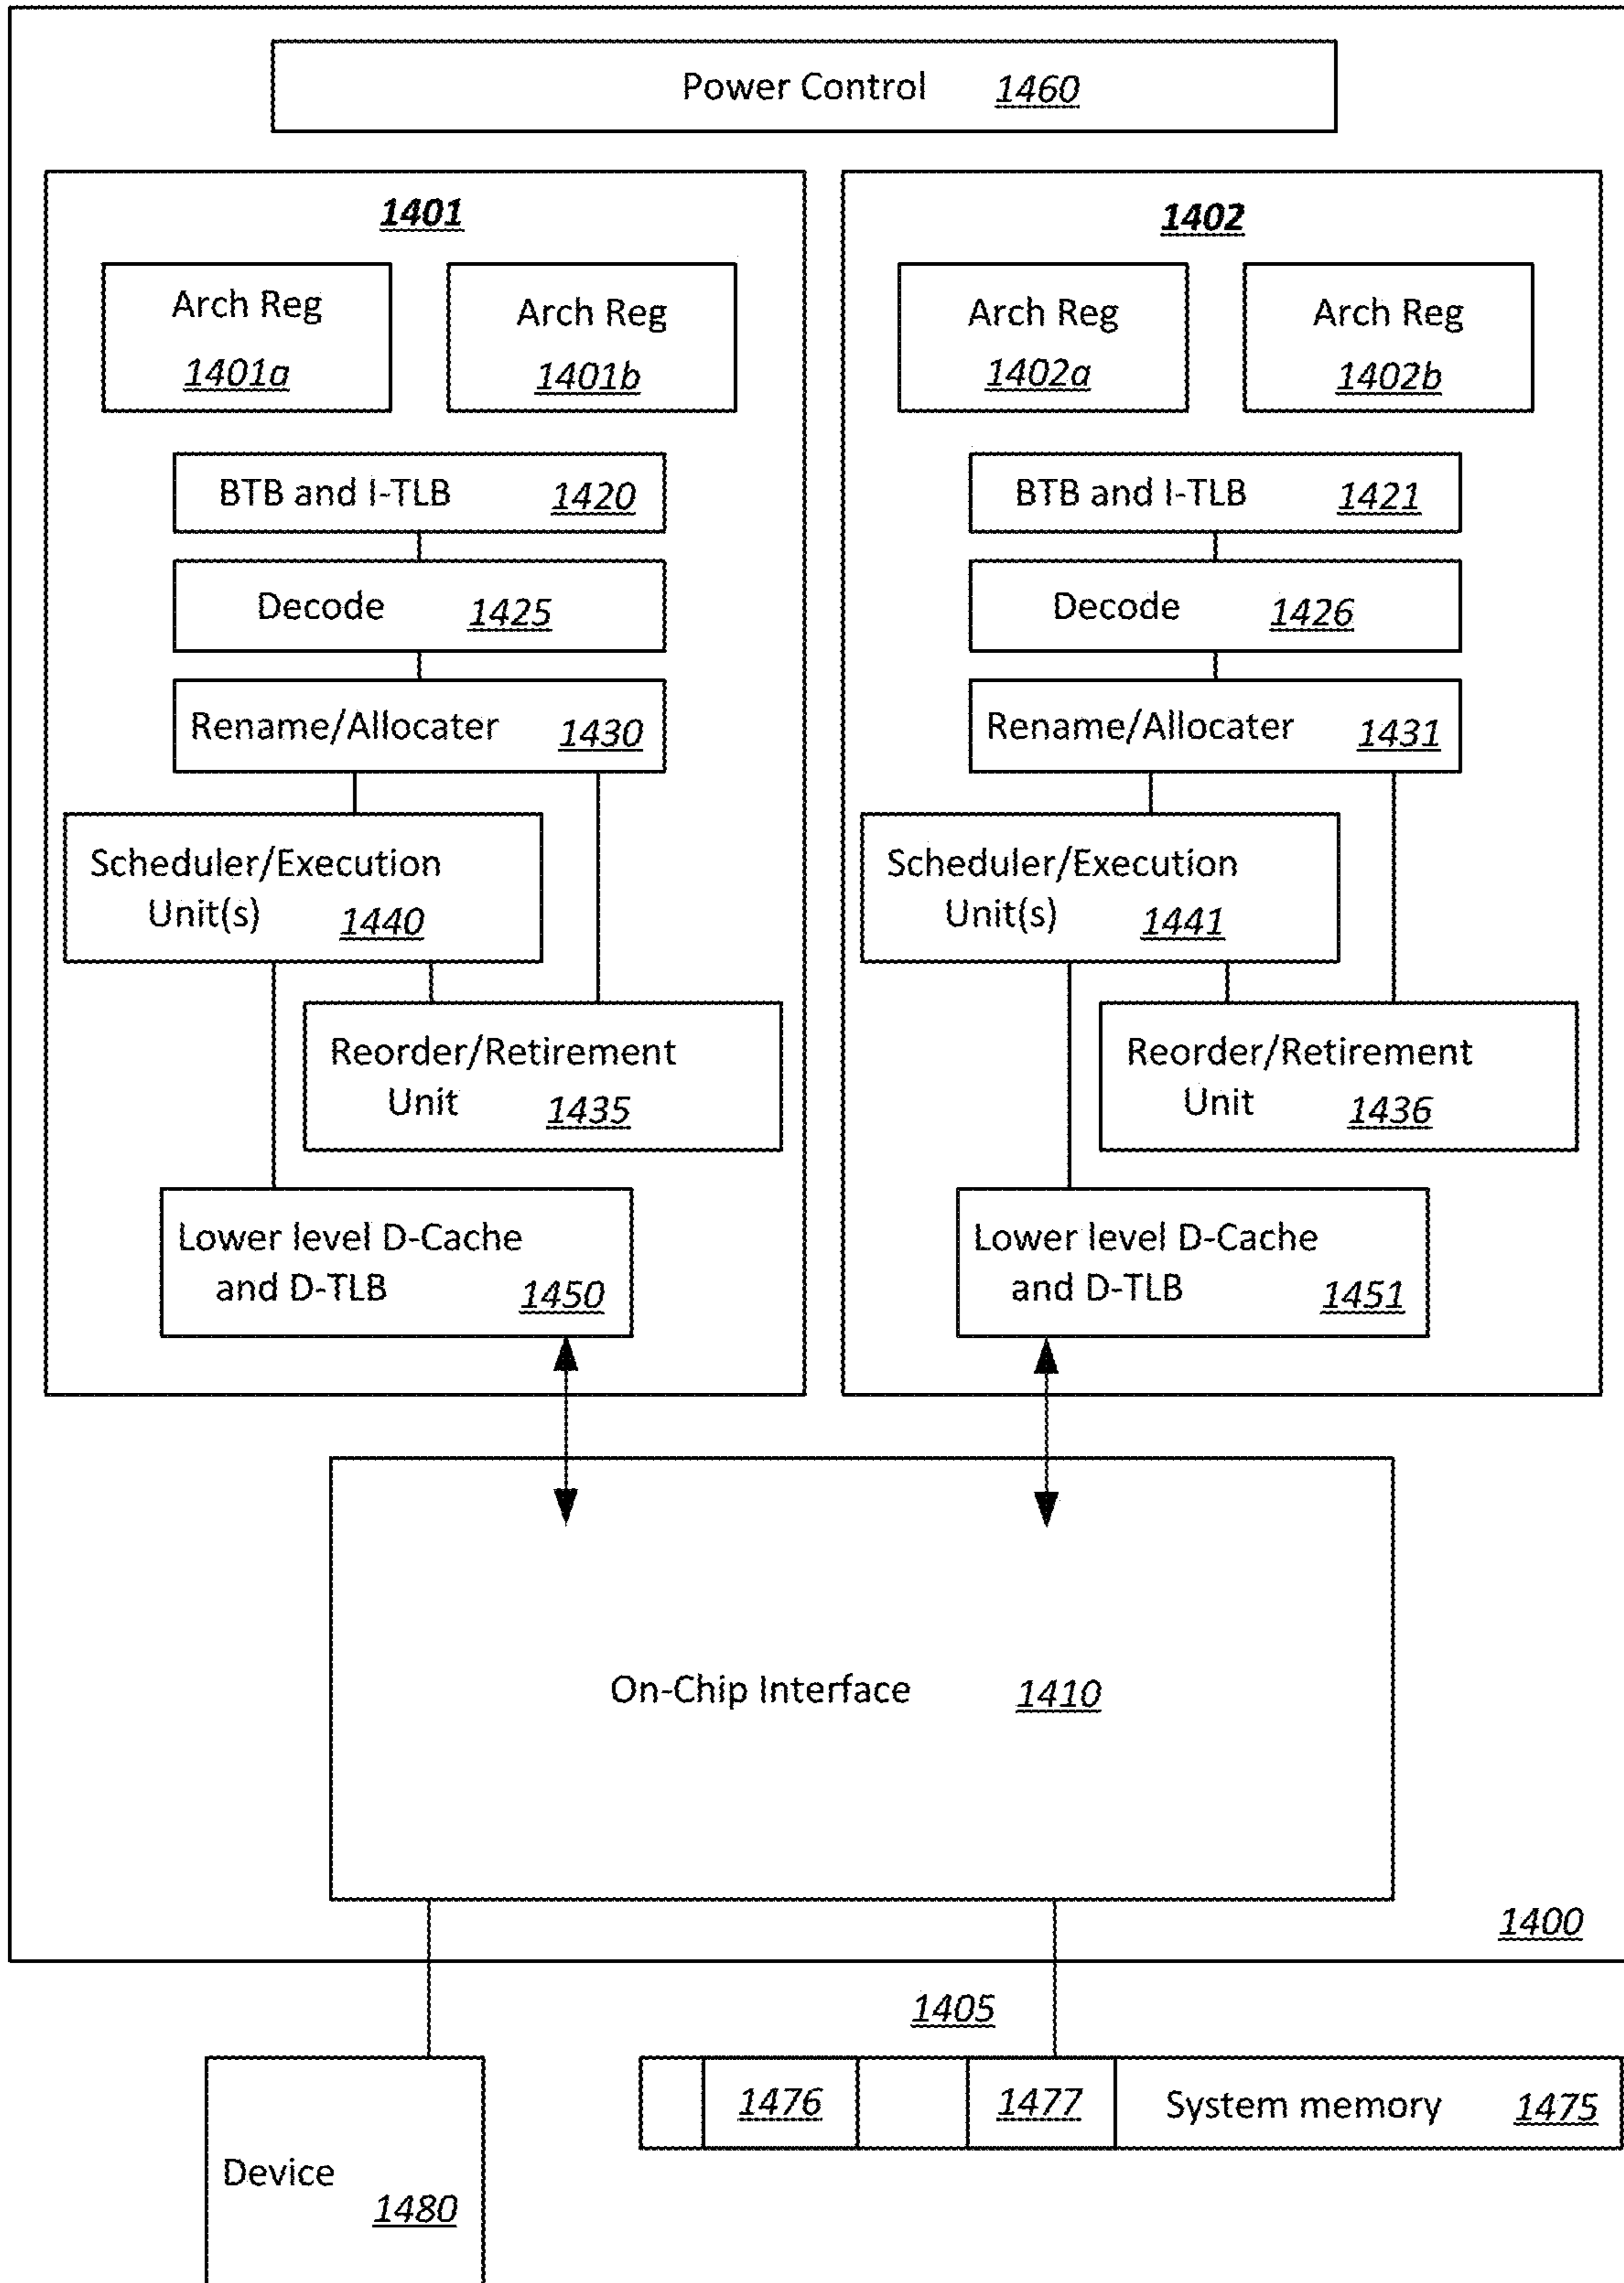 Power Control 1460
1401
Arch Reg
1401a
Arch Reg
1401b
BTB and I-TLB 1420
Decode 1425
Rename/Allocater 1430
Scheduler/Execution
Unit(s) 1440
Reorder/Retirement
Unit 1435
Lower level D-Cache
and D-TLB 1450
1402
Arch Reg
1402a
Arch Reg
1402b
BTB and I-TLB 1421
Decode 1426
Rename/Allocater 1431
Scheduler/Execution
Unit(s) 1441
Reorder/Retirement
Unit 1436
Lower level D-Cache
and D-TLB 1451
On-Chip Interface 1410
1400
1405
1476 1477 System memory 1475
Device 1480